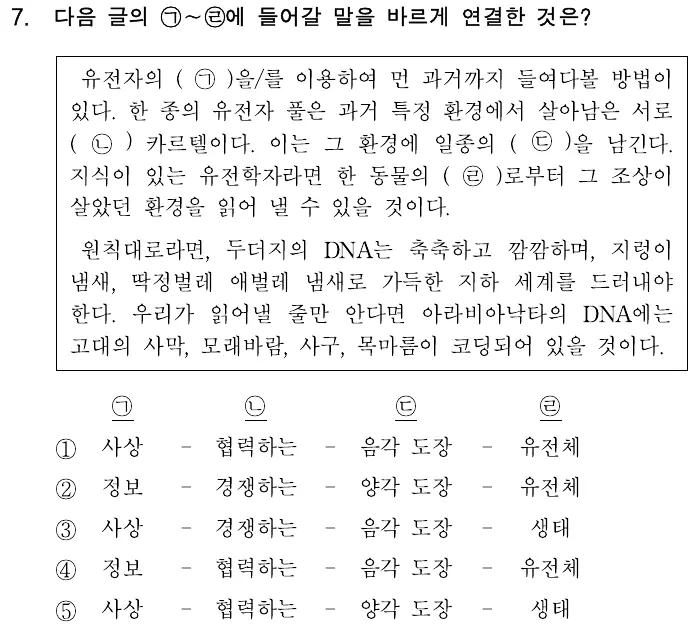 7. 다음 글의 ㉠~㉣에 들어갈 말을 바르게 연결한 것은?
유전자의 ( ㉠ )을/를 이용하여 먼 과거까지 들여다볼 방법이
있다. 한 종의 유전자 풀은 과거 특정 환경에서 살아남은 서로
( ㉡ ) 카르텔이다. 이는 그 환경에 일종의 ( ㉢ )을 남긴다.
지식이 있는 유전학자라면 한 동물의 ( ㉣ )로부터 그 조상이
살았던 환경을 읽어 낼 수 있을 것이다.
원칙대로라면, 두더지의 DNA는 축축하고 깜깜하며, 지렁이
냄새, 딱정벌레 애벌레 냄새로 가득한 지하 세계를 드러내야
한다. 우리가 읽어낼 줄만 안다면 아라비아낙타의 DNA에는
고대의 사막, 모래바람, 사구, 목마름이 코딩되어 있을 것이다.
㉠ ㉡ ㉢ ㉣
① 사상 - 협력하는 - 음각 도장 - 유전체
② 정보 - 경쟁하는 - 양각 도장 - 유전체
③ 사상 - 경쟁하는 - 음각 도장 - 생태
④ 정보 - 협력하는 - 음각 도장 - 유전체
⑤ 사상 - 협력하는 - 양각 도장 - 생태